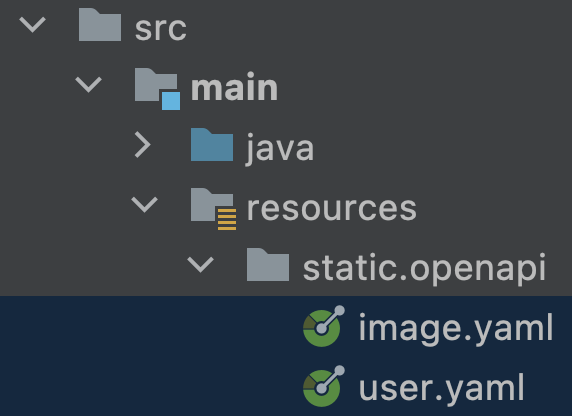 src
main
java
resources
static.openapi
image.yaml
user.yaml